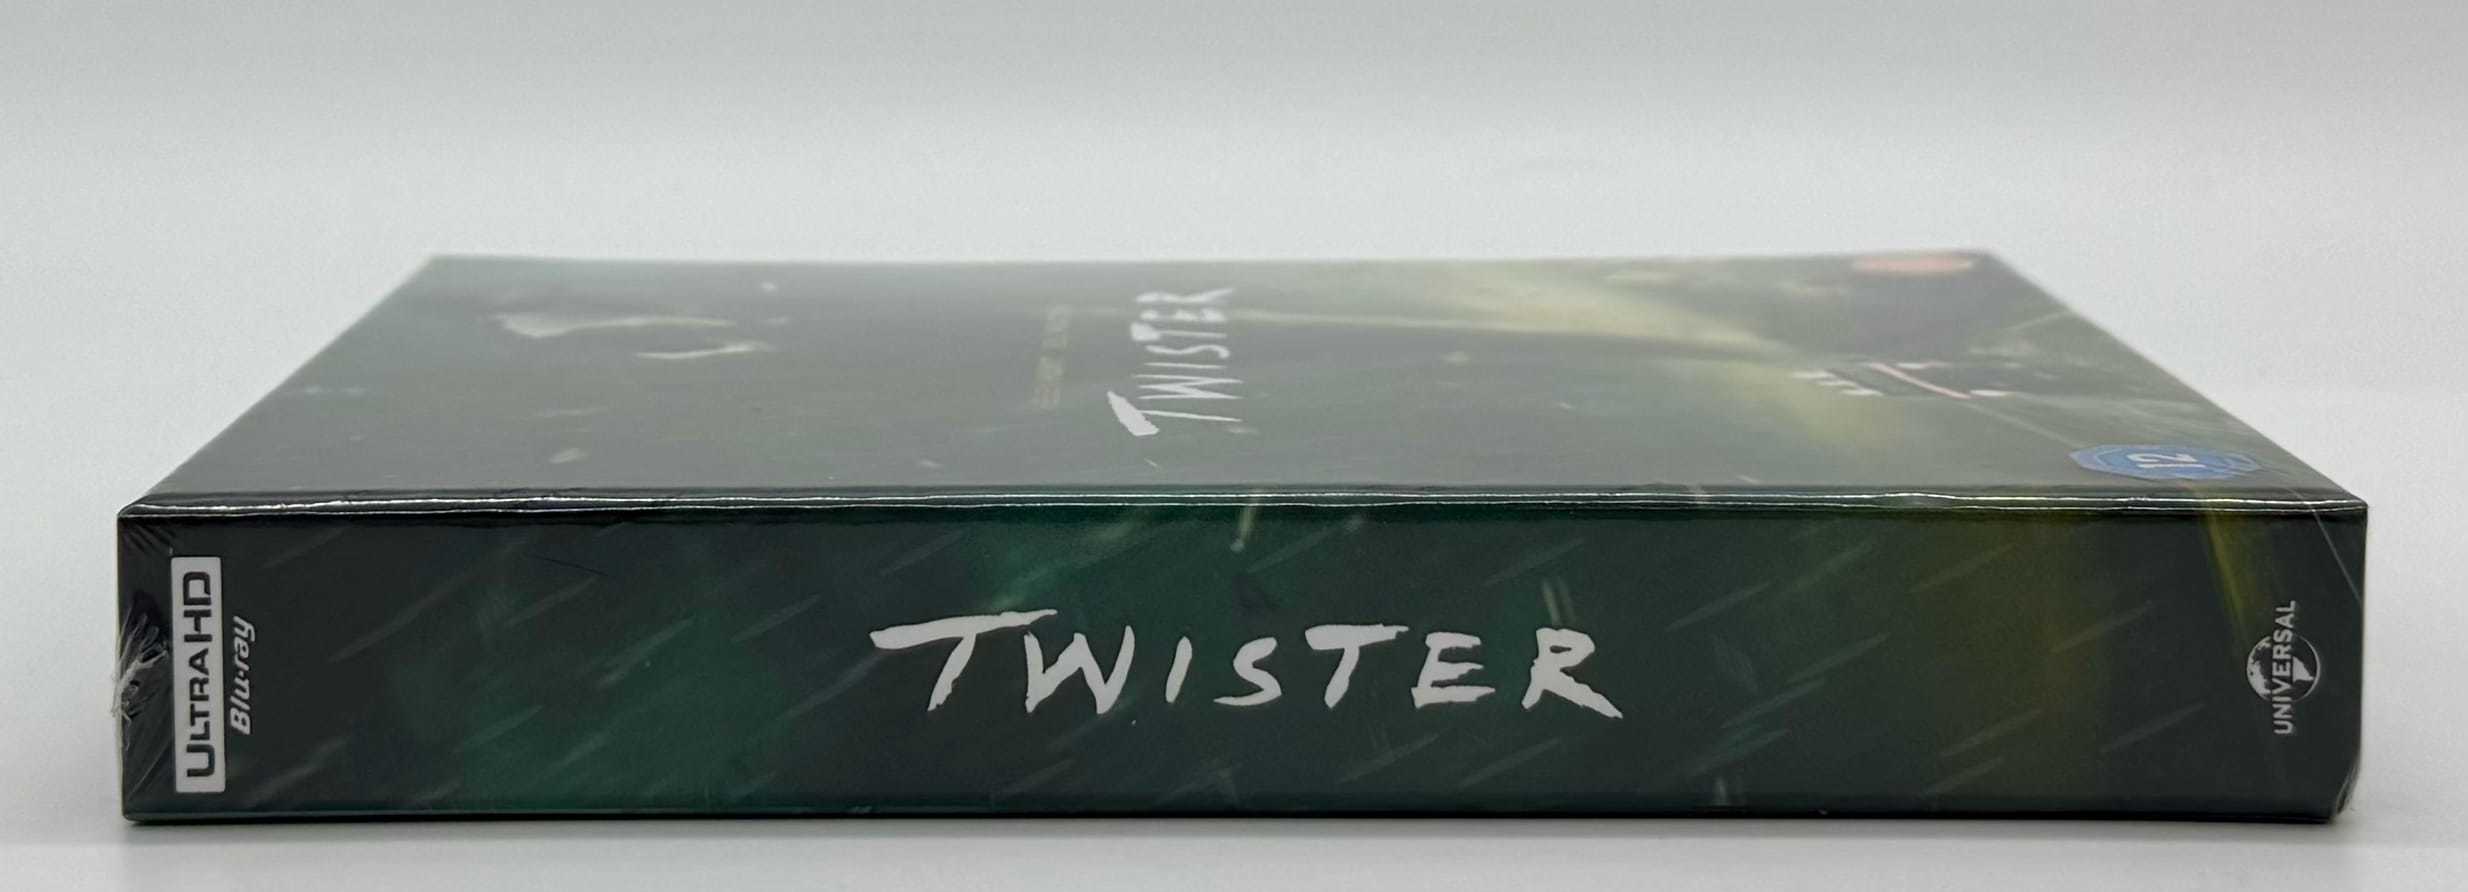 TWISTER
12
ULTRA HD
Blu-ray
TWISTER
UNIVERSAL